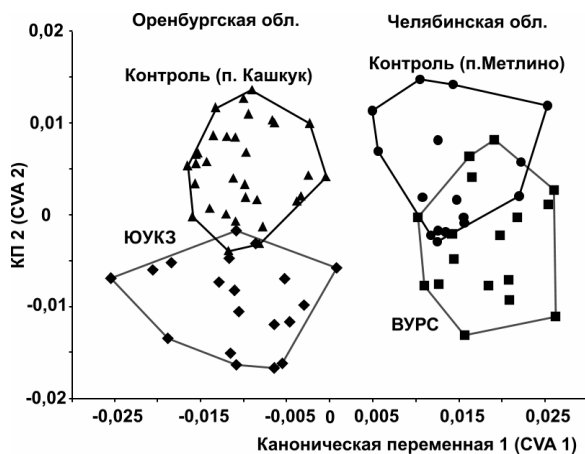 Оренбургская обл. Челябинская обл.
Контроль (п. Кашкук) Контроль (п.Метлино)
ЮУКЗ
ВУРС
КП 2 (CVA 2)
0,02
0,01
0
-0,01
-0,02
-0,025 -0,015 -0,005 0 0,005 0,015 0,025
Каноническая переменная 1 (CVA 1)